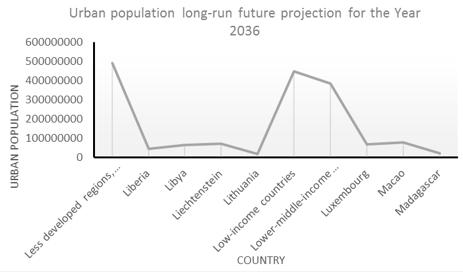 Urban population long-run future projection for the Year
2036
URBAN POPULATION
600000000
500000000
400000000
300000000
200000000
100000000
0
Less developed regions,...
Liberia
Libya
Liechtenstein
Lithuania
Low-income countries
Lower-middle-income...
Luxembourg
Macao
Madagascar
COUNTRY